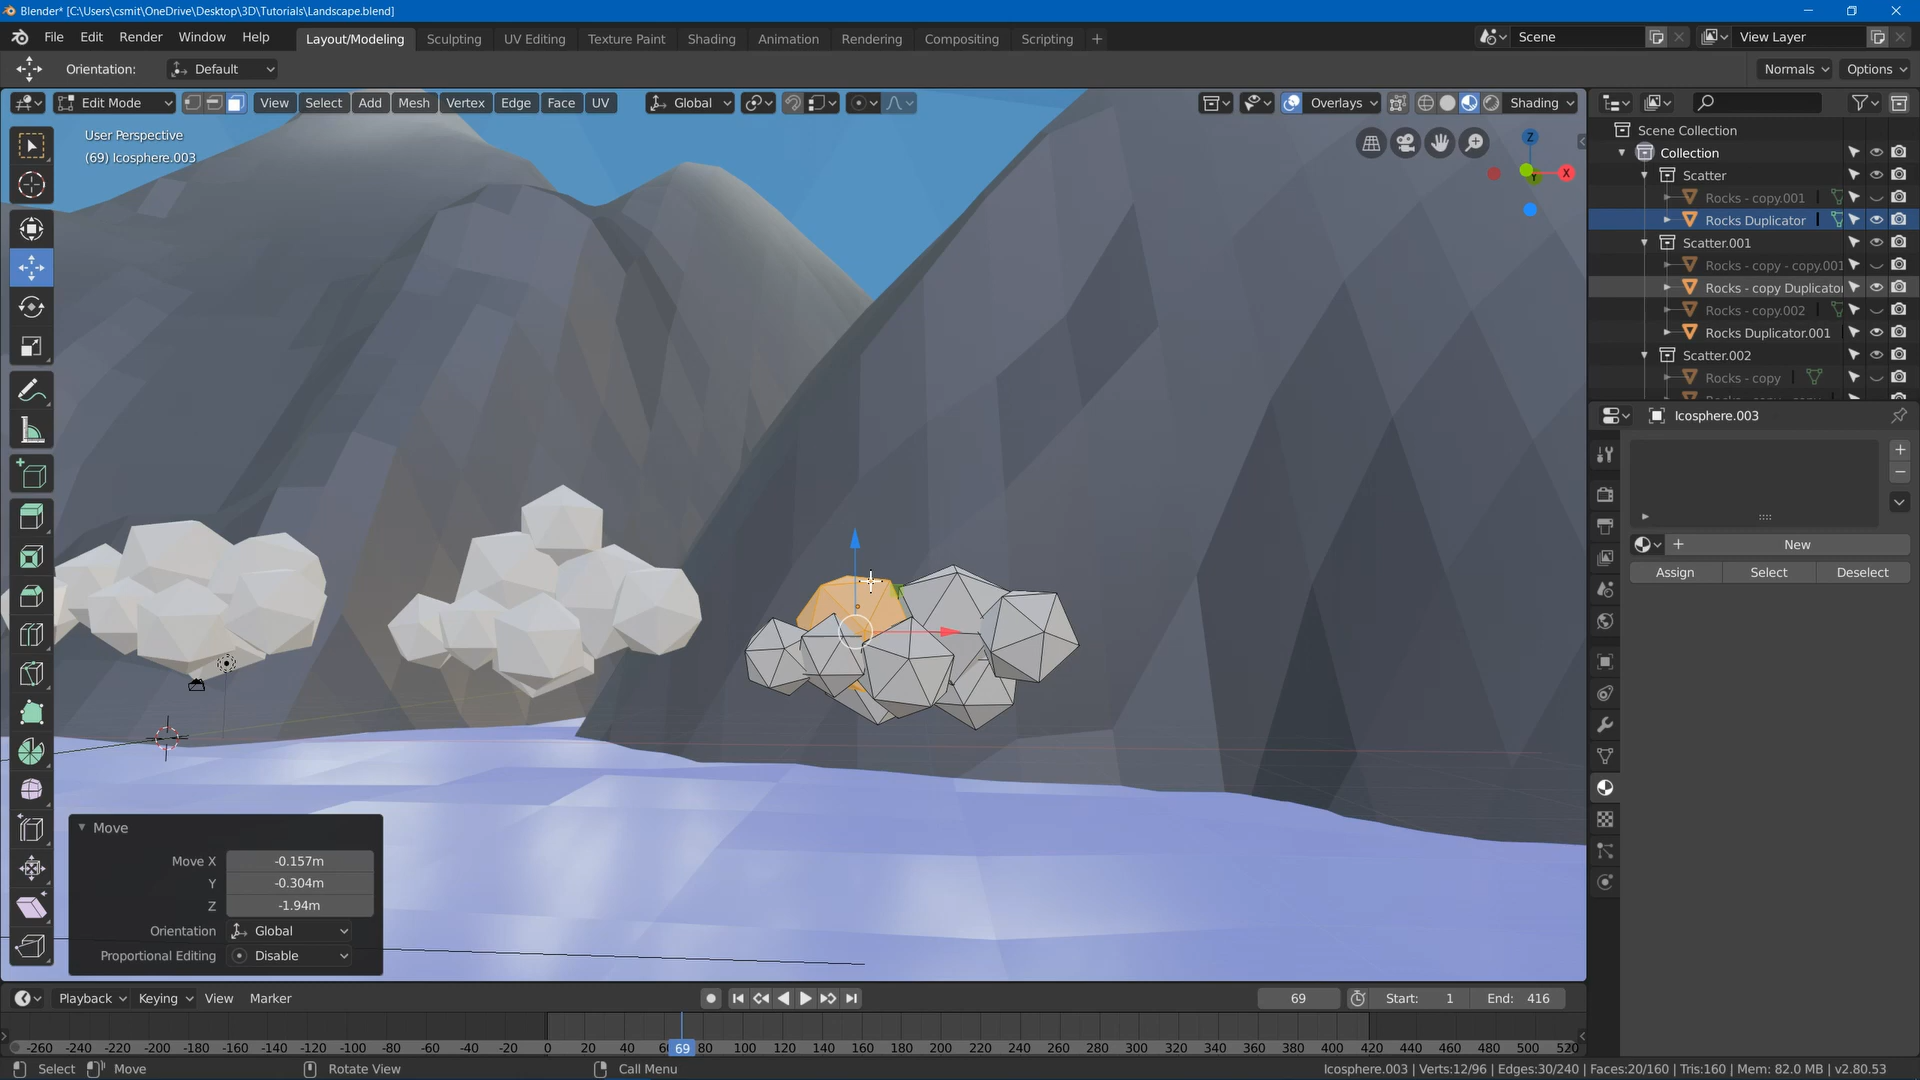 Blender* [C:\Users\csmit\OneDrive\Desktop\3D\Tutorials\Landscape.blend]
File Edit Render Window Help Layout/Modeling Sculpting UV Editing Texture Paint Shading Animation Rendering Compositing Scripting + Scene View Layer
Orientation: Default Normals Options
Edit Mode View Select Add Mesh Vertex Edge Face UV Global Overlays Shading
User Perspective
(69) Icosphere.003
Z
X
Y
Scene Collection
Collection
Scatter
Rocks - copy.001
Rocks Duplicator
Scatter.001
Rocks - copy - copy.001
Rocks - copy Duplicator
Rocks - copy.002
Rocks Duplicator.001
Scatter.002
Rocks - copy
Icosphere.003
New
Assign Select Deselect
Move
Move X -0.157m
Y -0.304m
Z -1.94m
Orientation Global
Proportional Editing Disable
Playback Keying View Marker 69 Start: 1 End: 416
-260 -240 -220 -200 -180 -160 -140 -120 -100 -80 -60 -40 -20 0 20 40 69 80 100 120 140 160 180 200 220 240 260 280 300 320 340 360 380 400 420 440 460 480 500 520
Select Move Rotate View Call Menu Icosphere.003 | Verts:12/96 | Edges:30/240 | Faces:20/160 | Tris:160 | Mem: 82.0 MB | v2.80.53